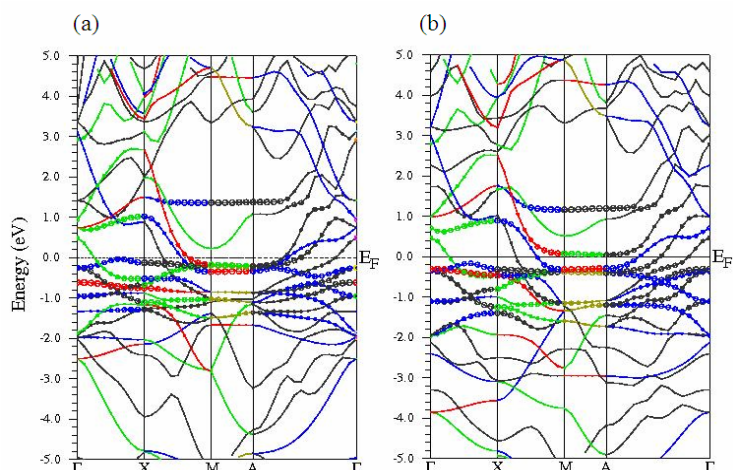 (a) (b)
Energy (eV)
5.0 5.0
4.0 4.0
3.0 3.0
2.0 2.0
1.0 1.0
0.0 E_F 0.0 E_F
-1.0 -1.0
-2.0 -2.0
-3.0 -3.0
-4.0 -4.0
-5.0 -5.0
Γ X M A Γ Γ X M A Γ